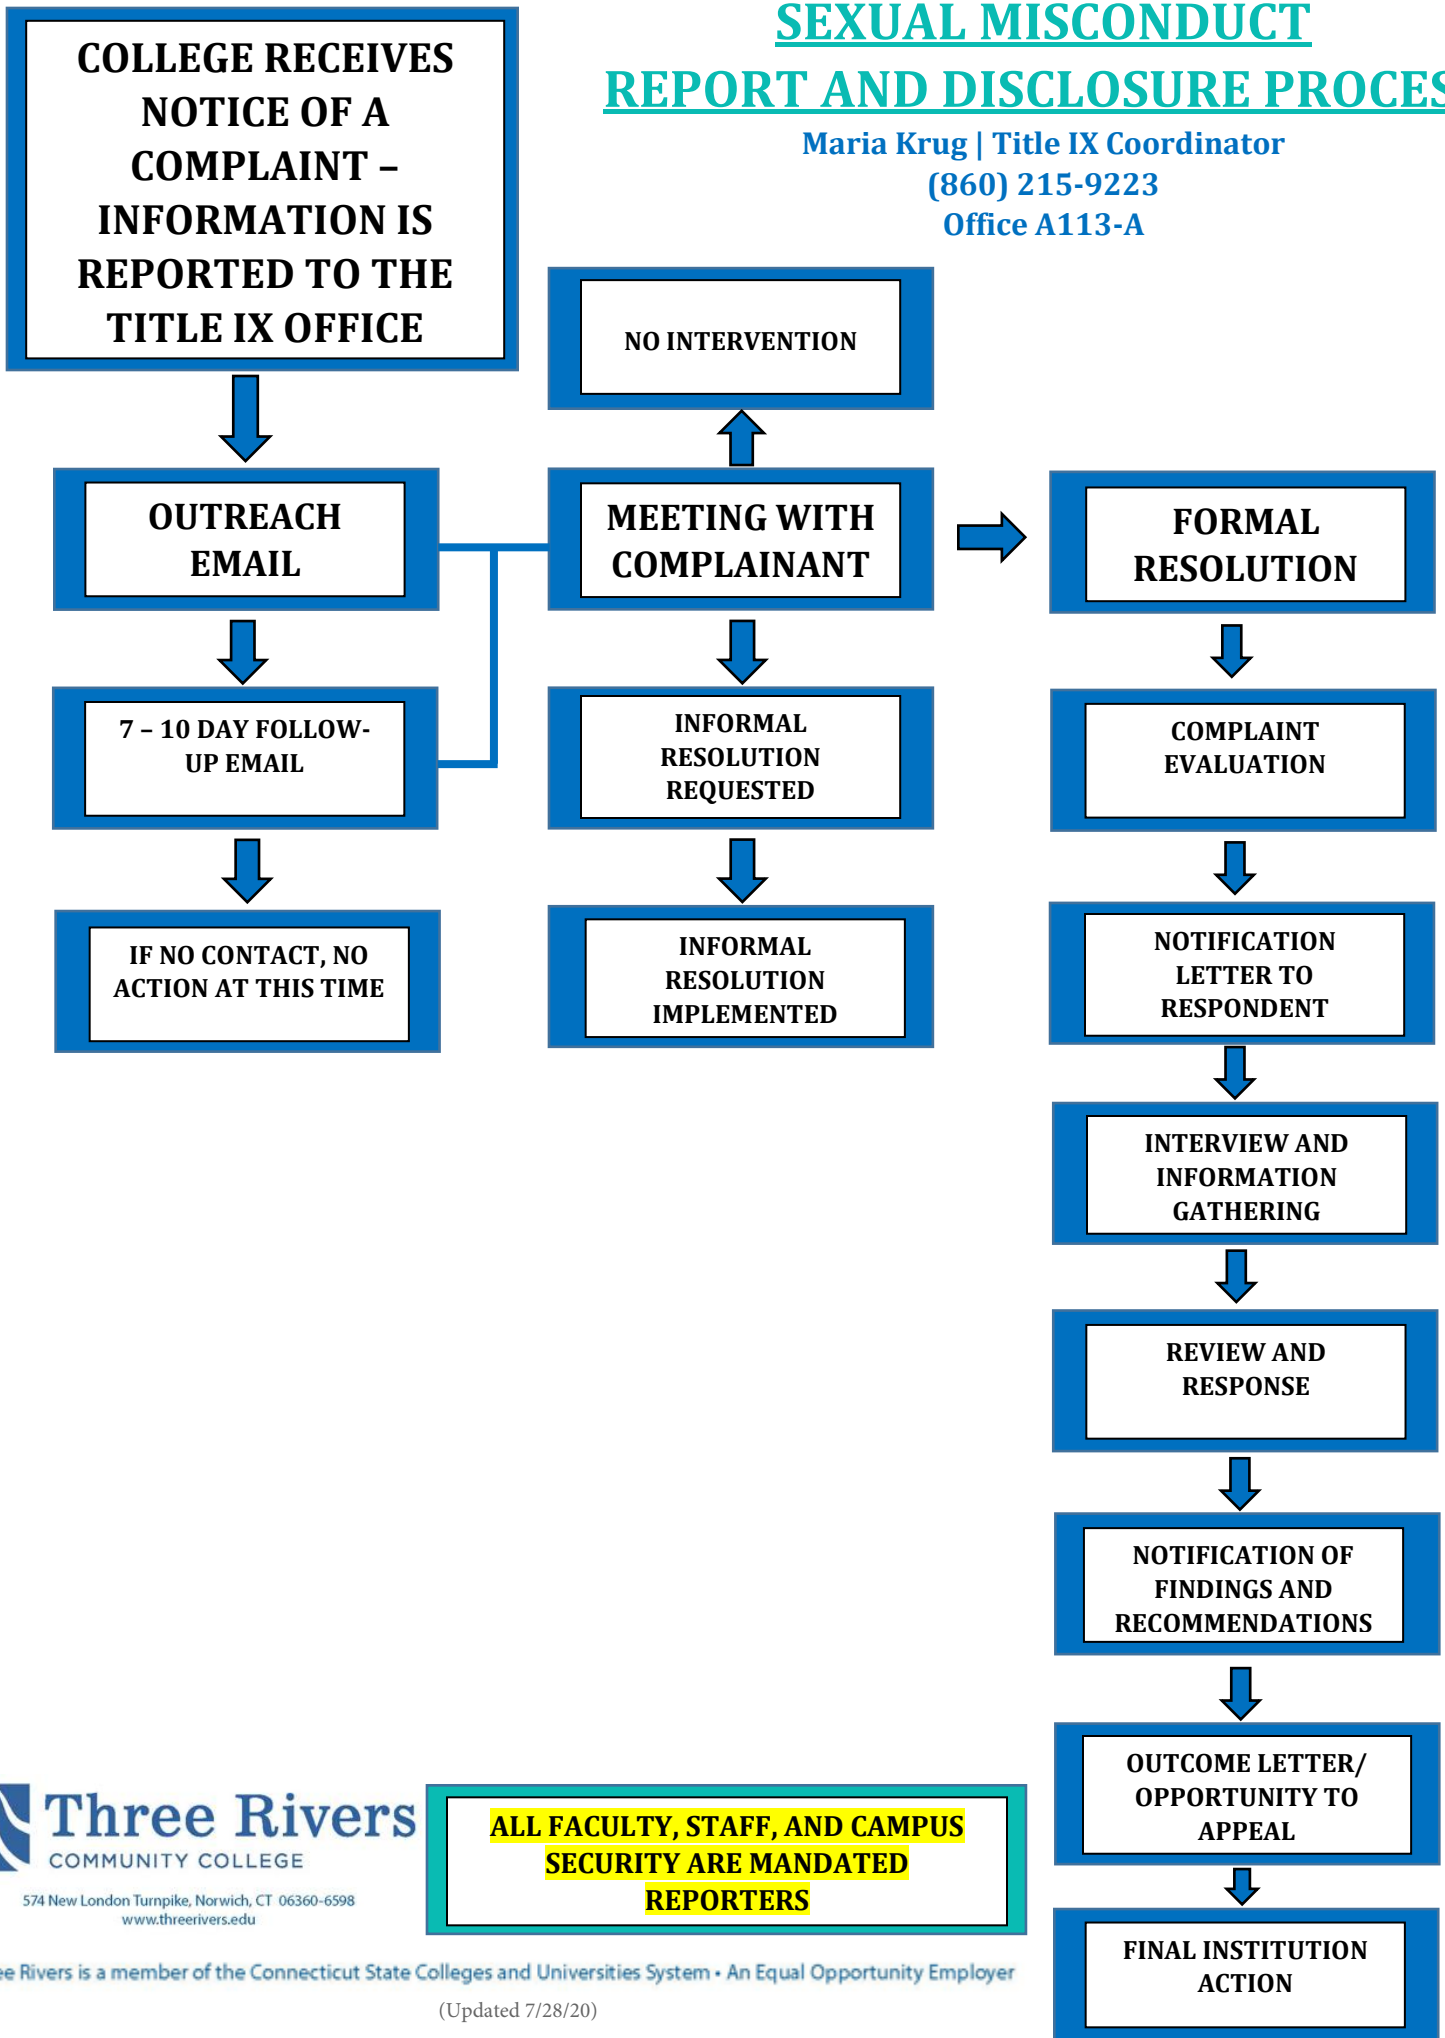 SEXUAL MISCONDUCT
REPORT AND DISCLOSURE PROCES
Maria Krug | Title IX Coordinator
(860) 215-9223
Office A113-A
COLLEGE RECEIVES
NOTICE OF A
COMPLAINT –
INFORMATION IS
REPORTED TO THE
TITLE IX OFFICE
NO INTERVENTION
OUTREACH
EMAIL
MEETING WITH
COMPLAINANT
FORMAL
RESOLUTION
7 – 10 DAY FOLLOW-
UP EMAIL
INFORMAL
RESOLUTION
REQUESTED
COMPLAINT
EVALUATION
IF NO CONTACT, NO
ACTION AT THIS TIME
INFORMAL
RESOLUTION
IMPLEMENTED
NOTIFICATION
LETTER TO
RESPONDENT
INTERVIEW AND
INFORMATION
GATHERING
REVIEW AND
RESPONSE
NOTIFICATION OF
FINDINGS AND
RECOMMENDATIONS
OUTCOME LETTER/
OPPORTUNITY TO
APPEAL
FINAL INSTITUTION
ACTION
Three Rivers
COMMUNITY COLLEGE
574 New London Turnpike, Norwich, CT 06360-6598
www.threerivers.edu
ALL FACULTY, STAFF, AND CAMPUS
SECURITY ARE MANDATED
REPORTERS
ee Rivers is a member of the Connecticut State Colleges and Universities System • An Equal Opportunity Employer
(Updated 7/28/20)